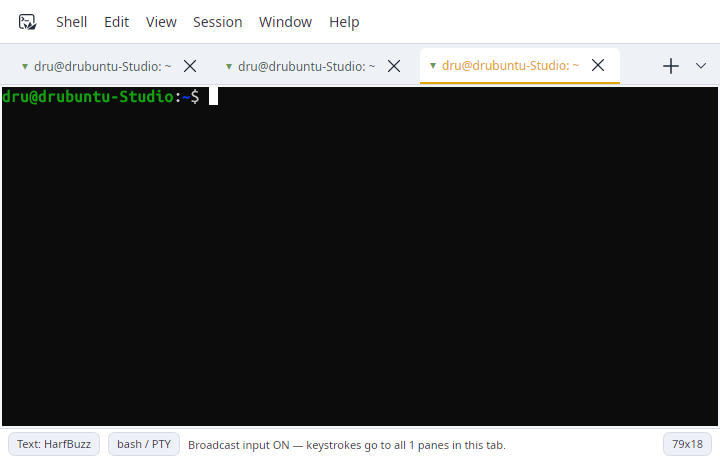 Shell Edit View Session Window Help
▾ dru@drubuntu-Studio: ~ ▾ dru@drubuntu-Studio: ~ ▾ dru@drubuntu-Studio: ~
dru@drubuntu-Studio:~$
Text: HarfBuzz bash / PTY Broadcast input ON — keystrokes go to all 1 panes in this tab. 79x18